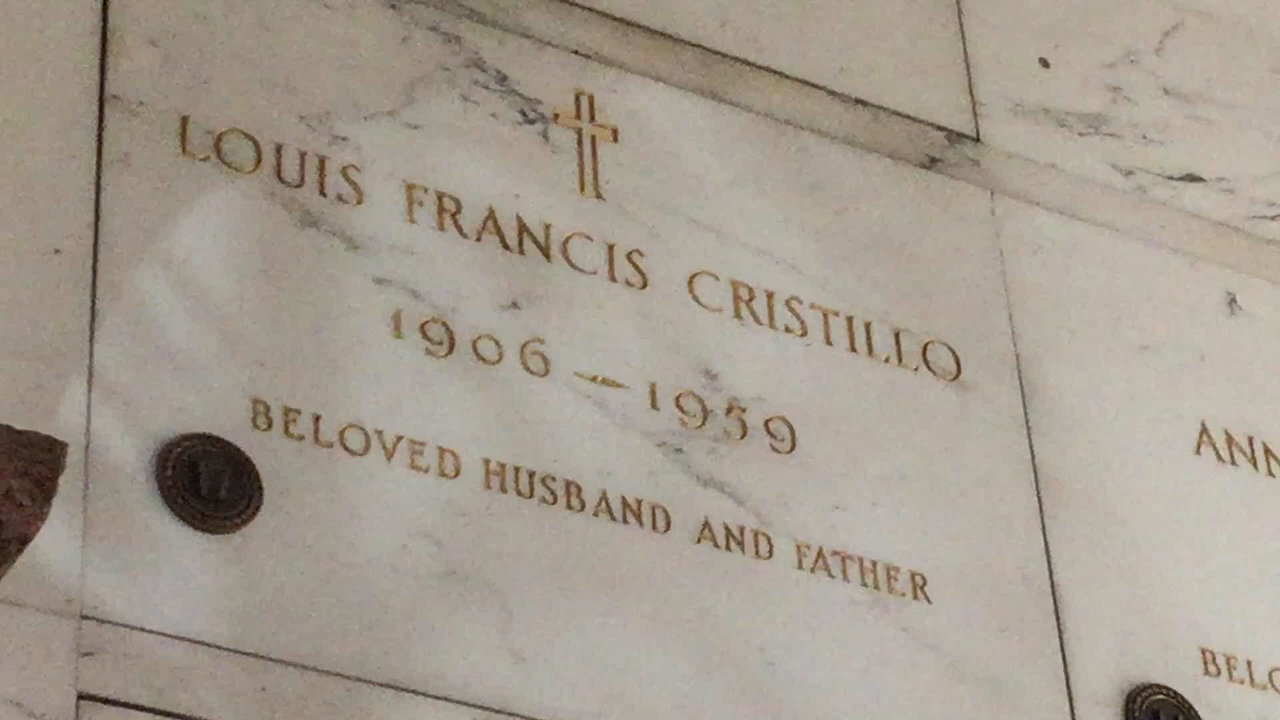 LOUIS FRANCIS CRISTILLO
1906 — 1959
BELOVED HUSBAND AND FATHER